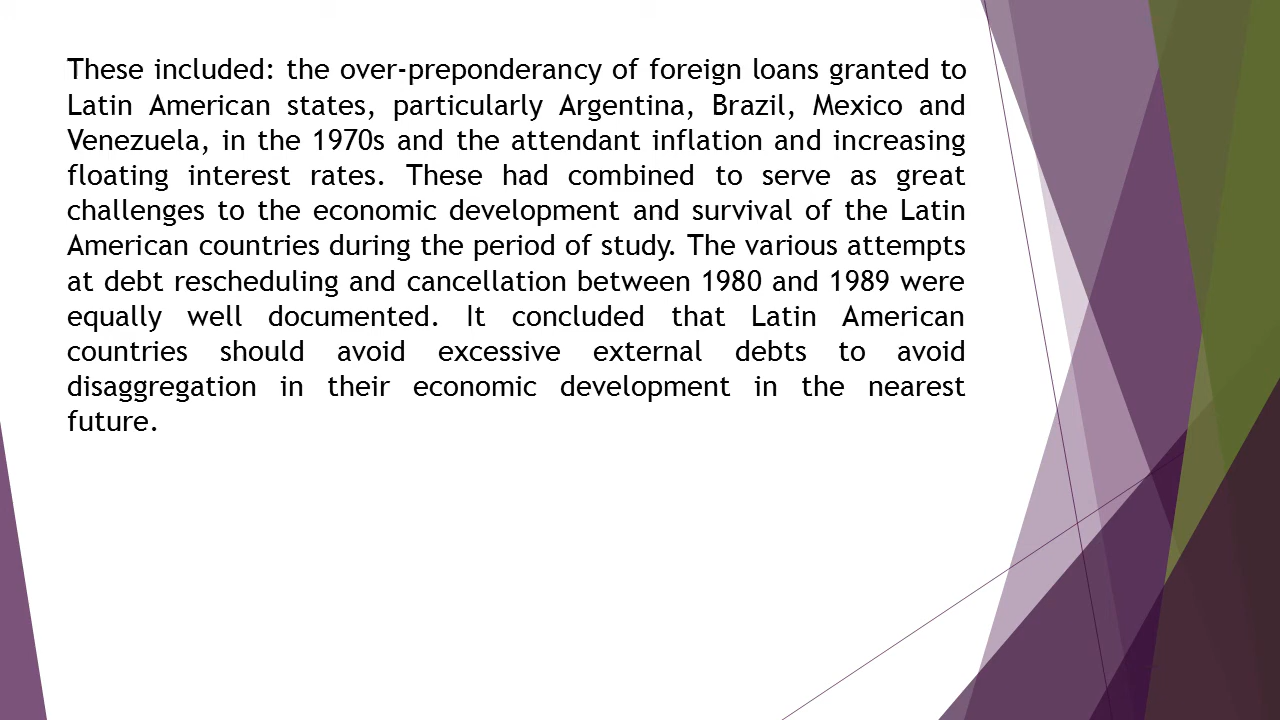 These included: the over-preponderancy of foreign loans granted to
Latin American states, particularly Argentina, Brazil, Mexico and
Venezuela, in the 1970s and the attendant inflation and increasing
floating interest rates. These had combined to serve as great
challenges to the economic development and survival of the Latin
American countries during the period of study. The various attempts
at debt rescheduling and cancellation between 1980 and 1989 were
equally well documented. It concluded that Latin American
countries should avoid excessive external debts to avoid
disaggregation in their economic development in the nearest
future.